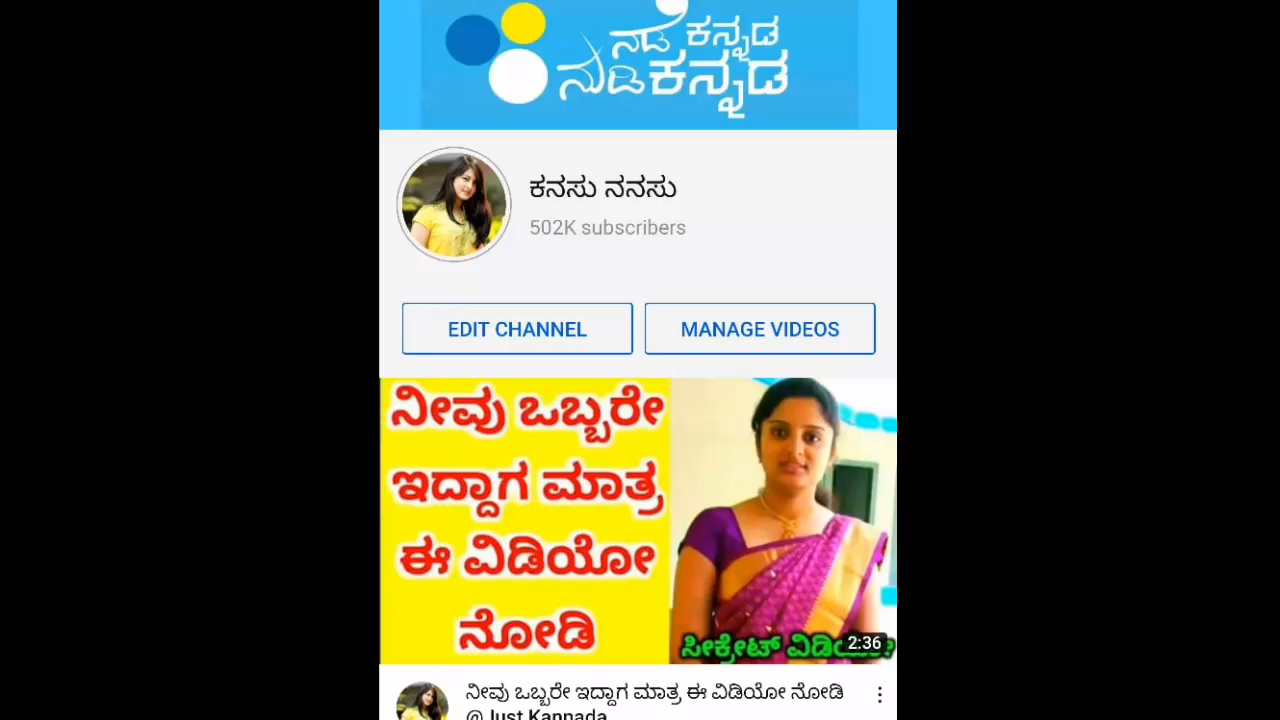 ನಡೆ ಕನ್ನಡ
ನುಡಿ ಕನ್ನಡ
ಕನಸು ನನಸು
502K subscribers
EDIT CHANNEL
MANAGE VIDEOS
ನೀವು ಒಬ್ಬರೇ
ಇದ್ದಾಗ ಮಾತ್ರ
ಈ ವಿಡಿಯೋ
ನೋಡಿ
ಸೀಕ್ರೇಟ್ ವಿಡಿಯೋ
2:36
ನೀವು ಒಬ್ಬರೇ ಇದ್ದಾಗ ಮಾತ್ರ ಈ ವಿಡಿಯೋ ನೋಡಿ
@Just Kannada